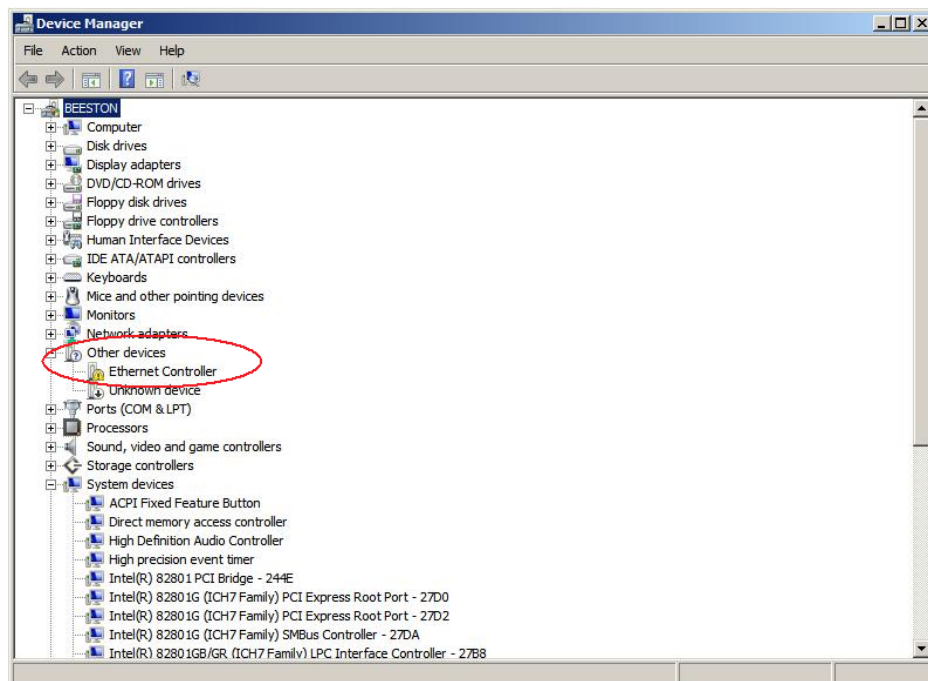 Device Manager
File Action View Help
BEESTON
Computer
Disk drives
Display adapters
DVD/CD-ROM drives
Floppy disk drives
Floppy drive controllers
Human Interface Devices
IDE ATA/ATAPI controllers
Keyboards
Mice and other pointing devices
Monitors
Network adapters
Other devices
Ethernet Controller
Unknown device
Ports (COM & LPT)
Processors
Sound, video and game controllers
Storage controllers
System devices
ACPI Fixed Feature Button
Direct memory access controller
High Definition Audio Controller
High precision event timer
Intel(R) 82801 PCI Bridge - 244E
Intel(R) 82801G (ICH7 Family) PCI Express Root Port - 27D0
Intel(R) 82801G (ICH7 Family) PCI Express Root Port - 27D2
Intel(R) 82801G (ICH7 Family) SMBus Controller - 27DA
Intel(R) 82801GB/GR (ICH7 Family) LPC Interface Controller - 27B8